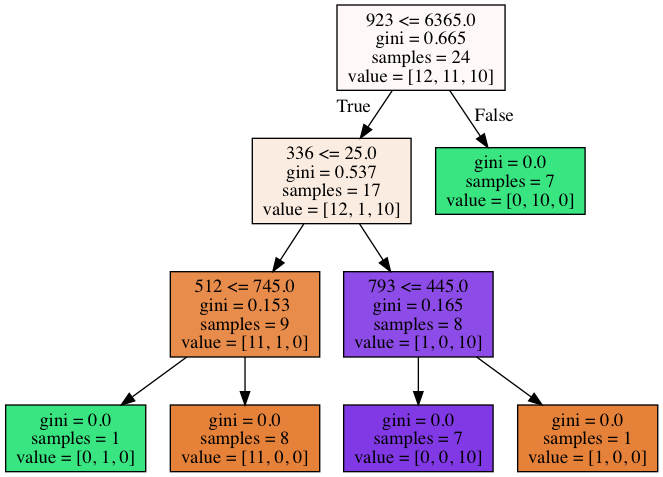 923 <= 6365.0
gini = 0.665
samples = 24
value = [12, 11, 10]
True
False
336 <= 25.0
gini = 0.537
samples = 17
value = [12, 1, 10]
gini = 0.0
samples = 7
value = [0, 10, 0]
512 <= 745.0
gini = 0.153
samples = 9
value = [11, 1, 0]
793 <= 445.0
gini = 0.165
samples = 8
value = [1, 0, 10]
gini = 0.0
samples = 1
value = [0, 1, 0]
gini = 0.0
samples = 8
value = [11, 0, 0]
gini = 0.0
samples = 7
value = [0, 0, 10]
gini = 0.0
samples = 1
value = [1, 0, 0]